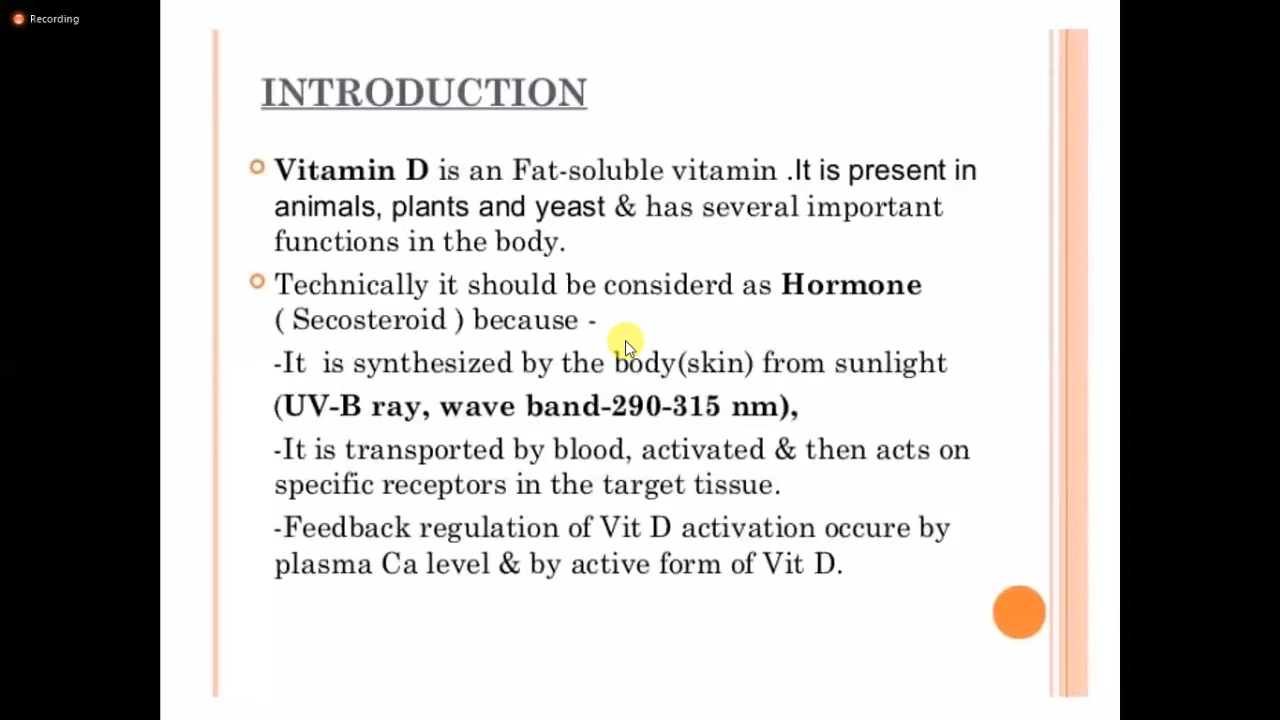 Recording
INTRODUCTION
Vitamin D is an Fat-soluble vitamin .It is present in
animals, plants and yeast & has several important
functions in the body.
Technically it should be considerd as Hormone
( Secosteroid ) because -
-It is synthesized by the body(skin) from sunlight
(UV-B ray, wave band-290-315 nm),
-It is transported by blood, activated & then acts on
specific receptors in the target tissue.
-Feedback regulation of Vit D activation occure by
plasma Ca level & by active form of Vit D.